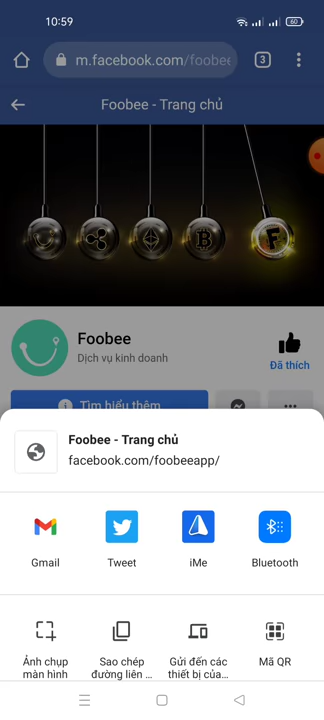 10:59
60
m.facebook.com/foobee
3
Foobee - Trang chủ
Foobee
Dịch vụ kinh doanh
Đã thích
Tìm hiểu thêm
Foobee - Trang chủ
facebook.com/foobeeapp/
Gmail
Tweet
iMe
Bluetooth
Ảnh chụp
màn hình
Sao chép
đường liên ...
Gửi đến các
thiết bị của...
Mã QR